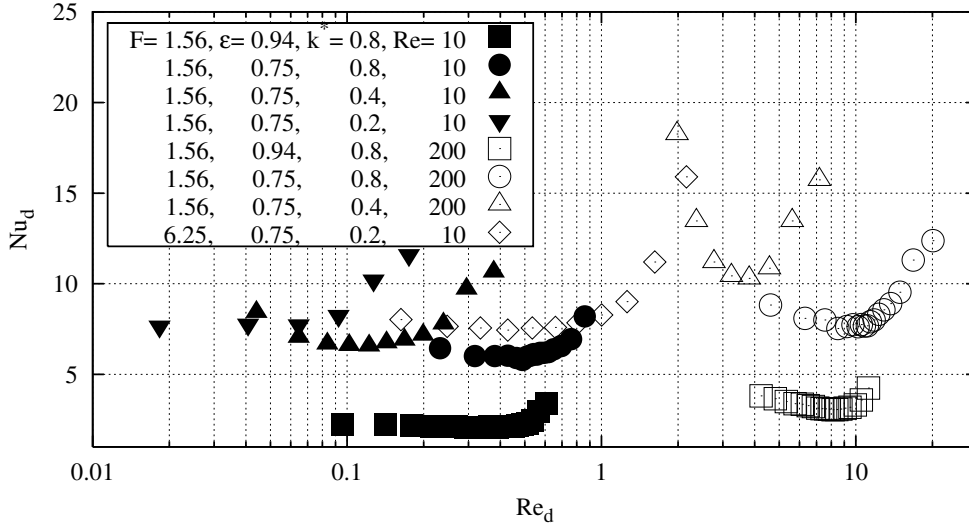 25
20
15
10
5
Nu_d
F= 1.56, ε= 0.94, k^*= 0.8, Re= 10
1.56, 0.75, 0.8, 10
1.56, 0.75, 0.4, 10
1.56, 0.75, 0.2, 10
1.56, 0.94, 0.8, 200
1.56, 0.75, 0.8, 200
1.56, 0.75, 0.4, 200
6.25, 0.75, 0.2, 10
0.01 0.1 1 10
Re_d